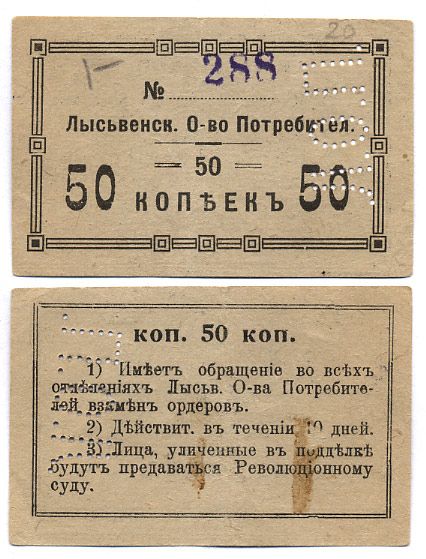 20
1
№ 288
Лысьвенск. О-во Потребител.
= 50 =
50 КОПѢЕКЪ 50
коп. 50 коп.
1) Имѣетъ обращеніе во всѣхъ
отдѣленіяхъ Лысьв. О-ва Потребите-
лей взамѣнъ ордеровъ.
2) Дѣйствит. въ теченіи 10 дней.
3) Лица, уличенные въ поддѣлкѣ
будутъ предаваться Революціонному
суду.